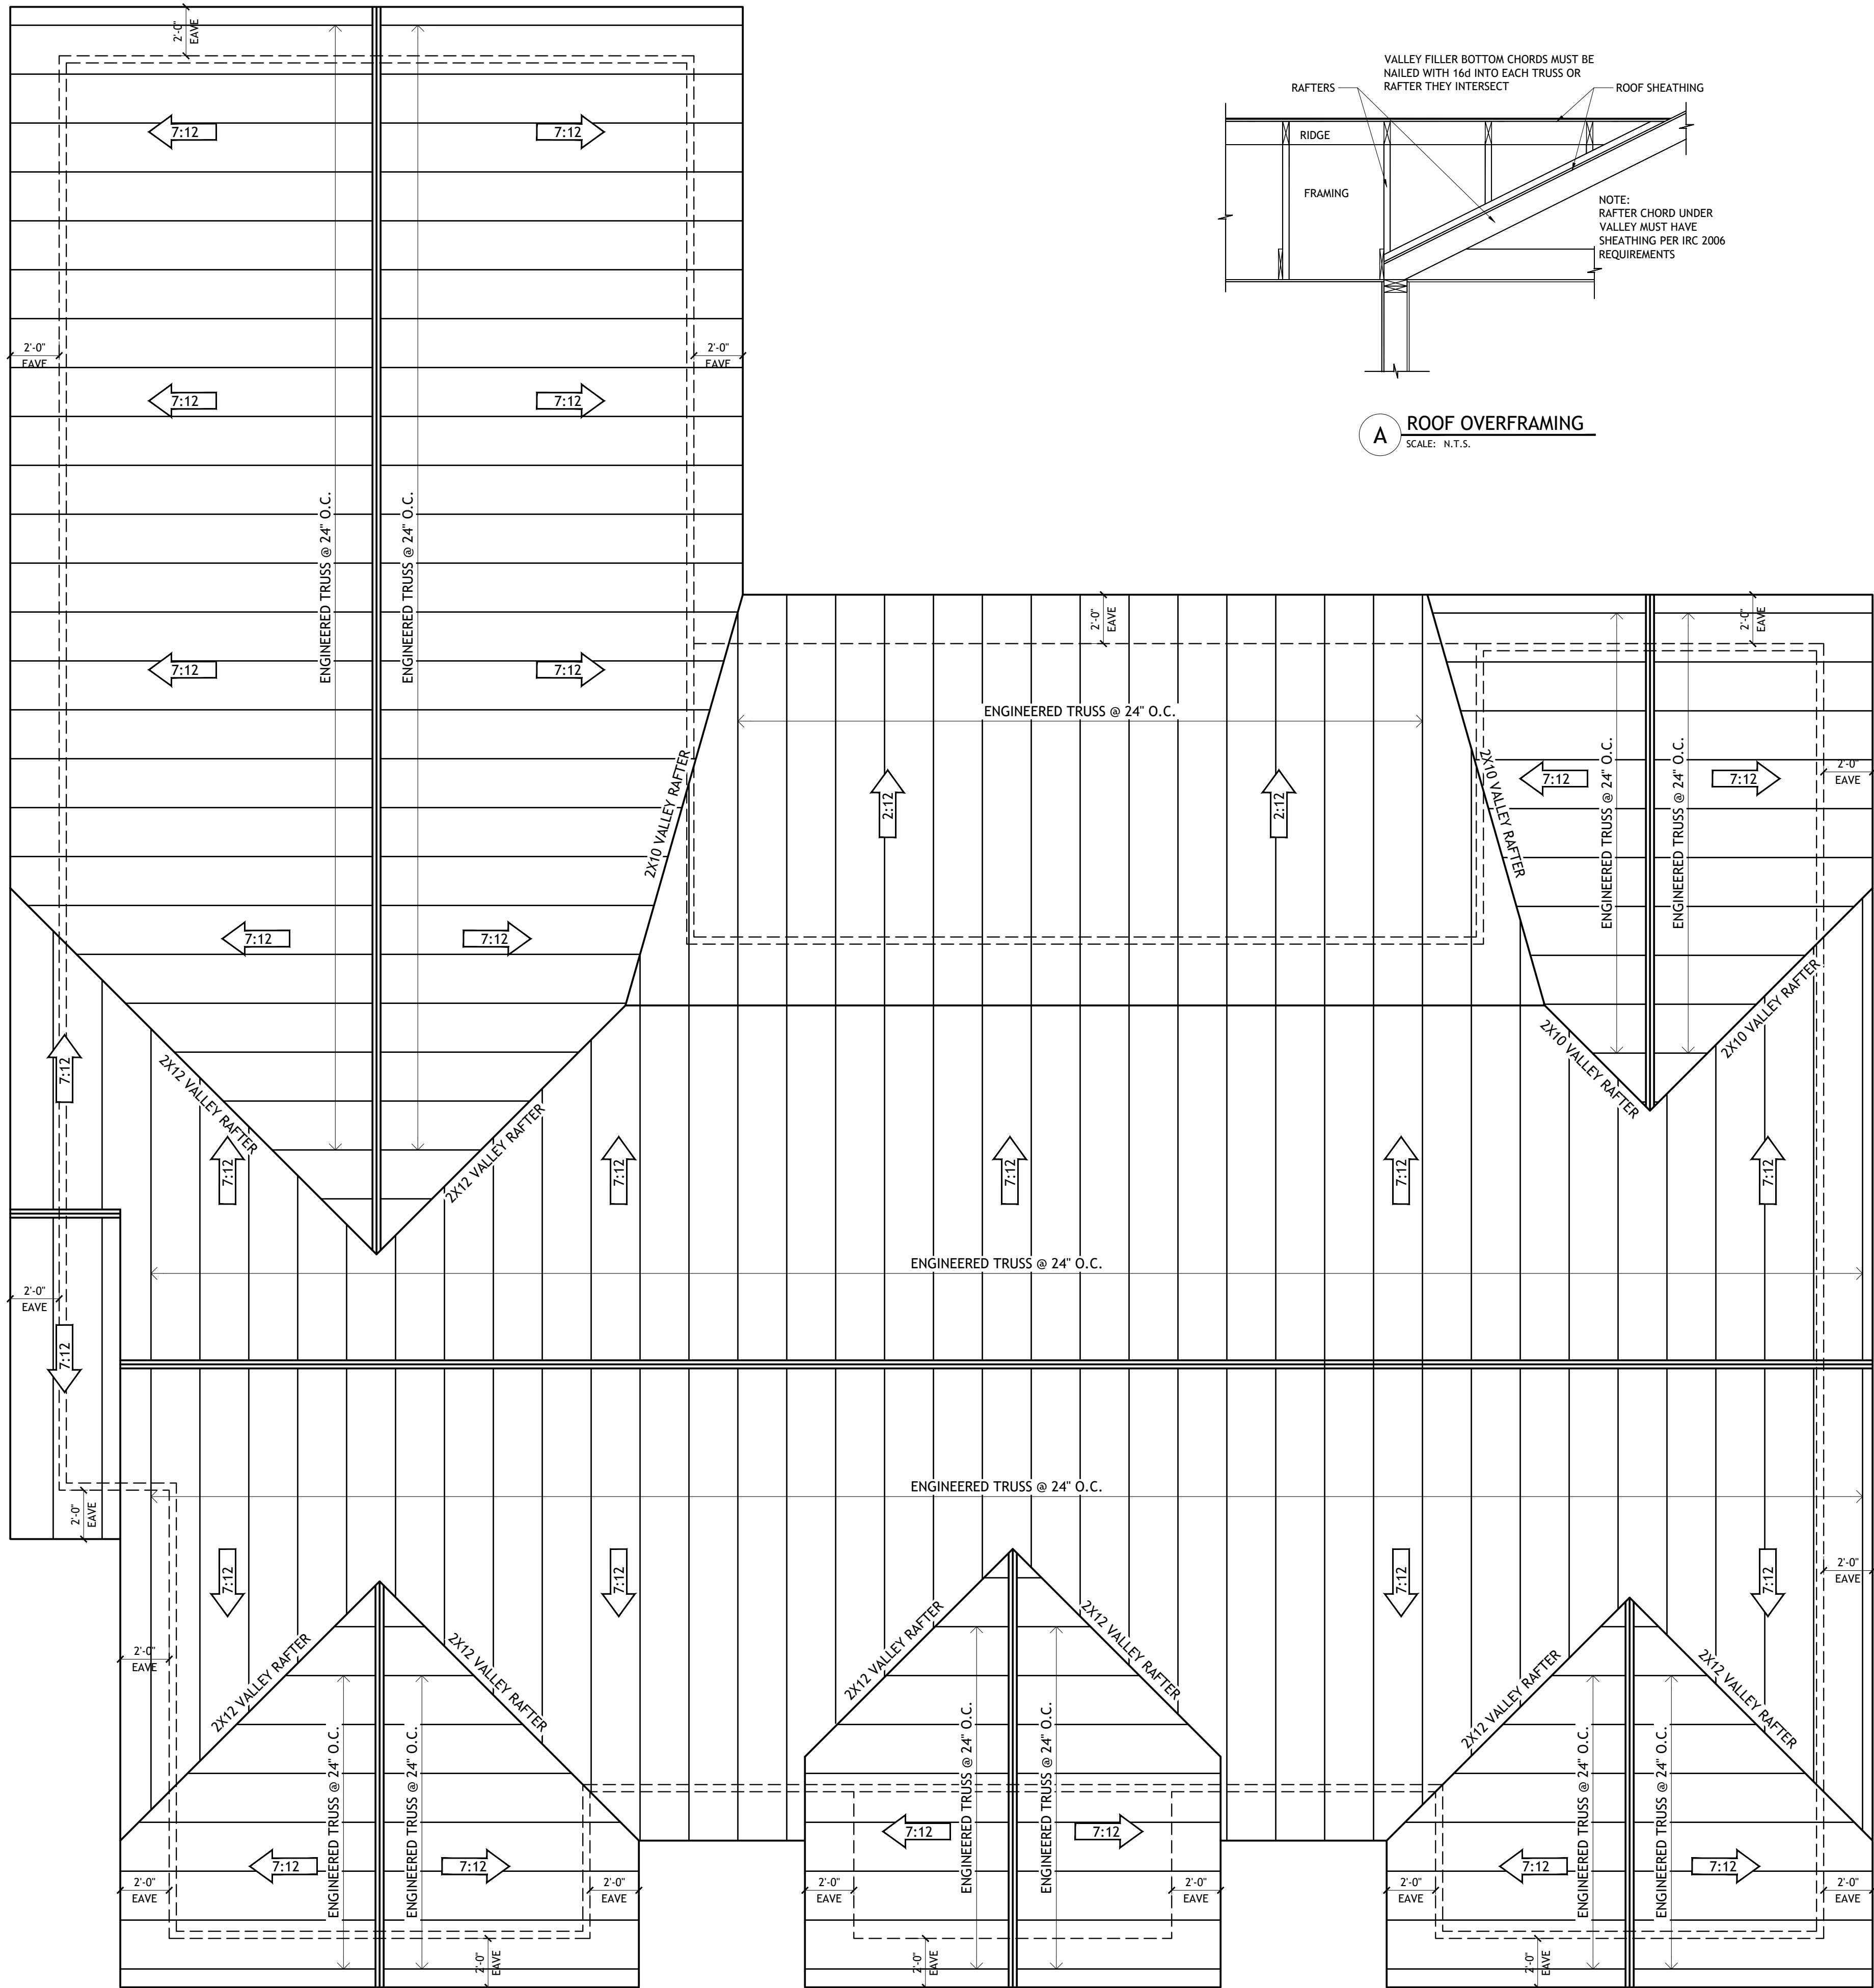 2'-0"
EAVE
VALLEY FILLER BOTTOM CHORDS MUST BE
NAILED WITH 16d INTO EACH TRUSS OR
RAFTER THEY INTERSECT
RAFTERS
ROOF SHEATHING
RIDGE
FRAMING
NOTE:
RAFTER CHORD UNDER
VALLEY MUST HAVE
SHEATHING PER IRC 2006
REQUIREMENTS
A
ROOF OVERFRAMING
SCALE: N.T.S.
7:12
7:12
2'-0"
EAVE
2'-0"
EAVE
7:12
7:12
ENGINEERED TRUSS @ 24" O.C.
ENGINEERED TRUSS @ 24" O.C.
7:12
7:12
2'-0"
EAVE
2'-0"
EAVE
ENGINEERED TRUSS @ 24" O.C.
2X10 VALLEY RAFTER
2:12
2:12
2X10 VALLEY RAFTER
7:12
7:12
ENGINEERED TRUSS @ 24" O.C.
ENGINEERED TRUSS @ 24" O.C.
2'-0"
EAVE
7:12
7:12
2X12 VALLEY RAFTER
2X12 VALLEY RAFTER
2X10 VALLEY RAFTER
2X10 VALLEY RAFTER
7:12
7:12
7:12
7:12
7:12
7:12
ENGINEERED TRUSS @ 24" O.C.
2'-0"
EAVE
7:12
ENGINEERED TRUSS @ 24" O.C.
2'-0"
EAVE
7:12
7:12
7:12
7:12
2'-0"
EAVE
2'-0"
EAVE
2X12 VALLEY RAFTER
2X12 VALLEY RAFTER
2X12 VALLEY RAFTER
2X12 VALLEY RAFTER
2X12 VALLEY RAFTER
2X12 VALLEY RAFTER
ENGINEERED TRUSS @ 24" O.C.
ENGINEERED TRUSS @ 24" O.C.
ENGINEERED TRUSS @ 24" O.C.
ENGINEERED TRUSS @ 24" O.C.
ENGINEERED TRUSS @ 24" O.C.
ENGINEERED TRUSS @ 24" O.C.
7:12
7:12
7:12
7:12
7:12
7:12
2'-0"
EAVE
2'-0"
EAVE
2'-0"
EAVE
2'-0"
EAVE
2'-0"
EAVE
2'-0"
EAVE
2'-0"
EAVE
2'-0"
EAVE
2'-0"
EAVE